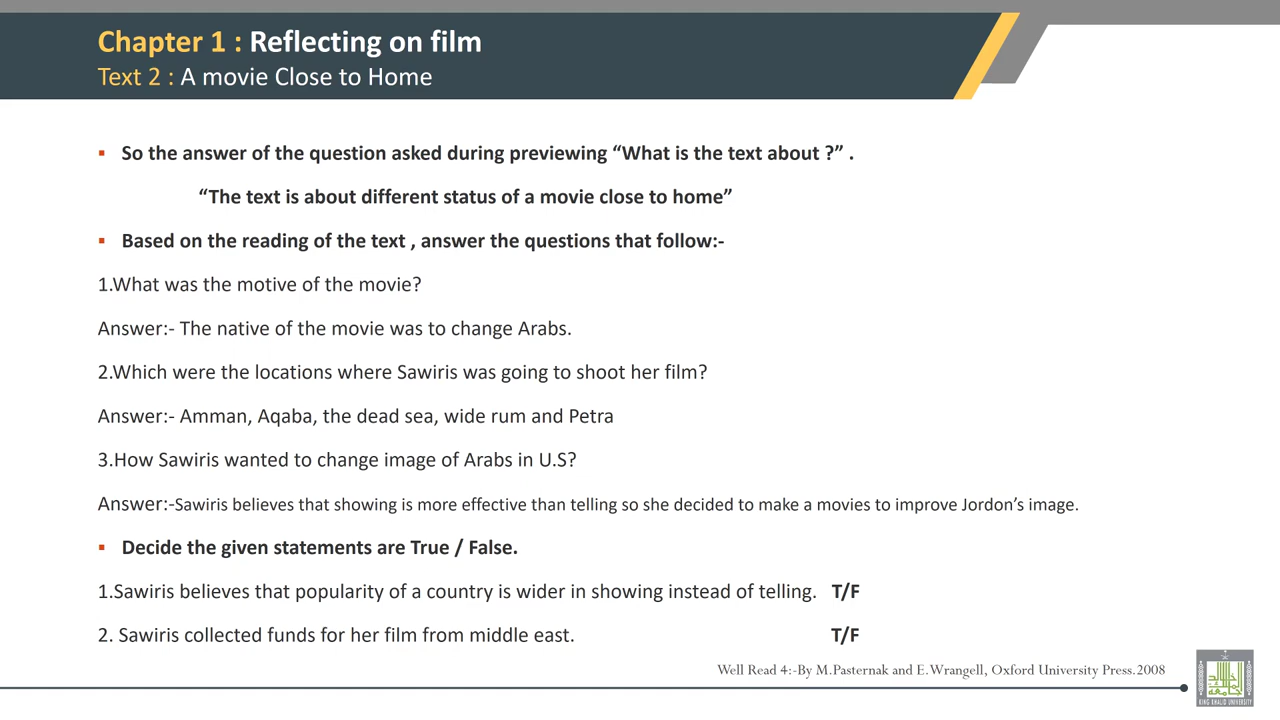 Chapter 1 : Reflecting on film
Text 2 : A movie Close to Home
▪ So the answer of the question asked during previewing “What is the text about ?” .
“The text is about different status of a movie close to home”
▪ Based on the reading of the text , answer the questions that follow:-
1.What was the motive of the movie?
Answer:- The native of the movie was to change Arabs.
2.Which were the locations where Sawiris was going to shoot her film?
Answer:- Amman, Aqaba, the dead sea, wide rum and Petra
3.How Sawiris wanted to change image of Arabs in U.S?
Answer:-Sawiris believes that showing is more effective than telling so she decided to make a movies to improve Jordon’s image.
▪ Decide the given statements are True / False.
1.Sawiris believes that popularity of a country is wider in showing instead of telling. T/F
2. Sawiris collected funds for her film from middle east. T/F
Well Read 4:-By M.Pasternak and E.Wrangell, Oxford University Press.2008
KING KHALID UNIVERSITY